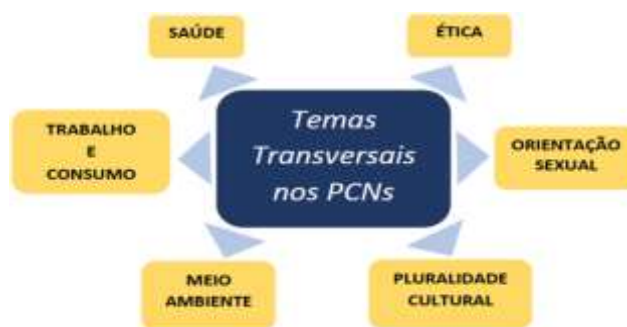 SAÚDE
ÉTICA
TRABALHO
E
CONSUMO
Temas
Transversais
nos PCNs
ORIENTAÇÃO
SEXUAL
MEIO
AMBIENTE
PLURALIDADE
CULTURAL